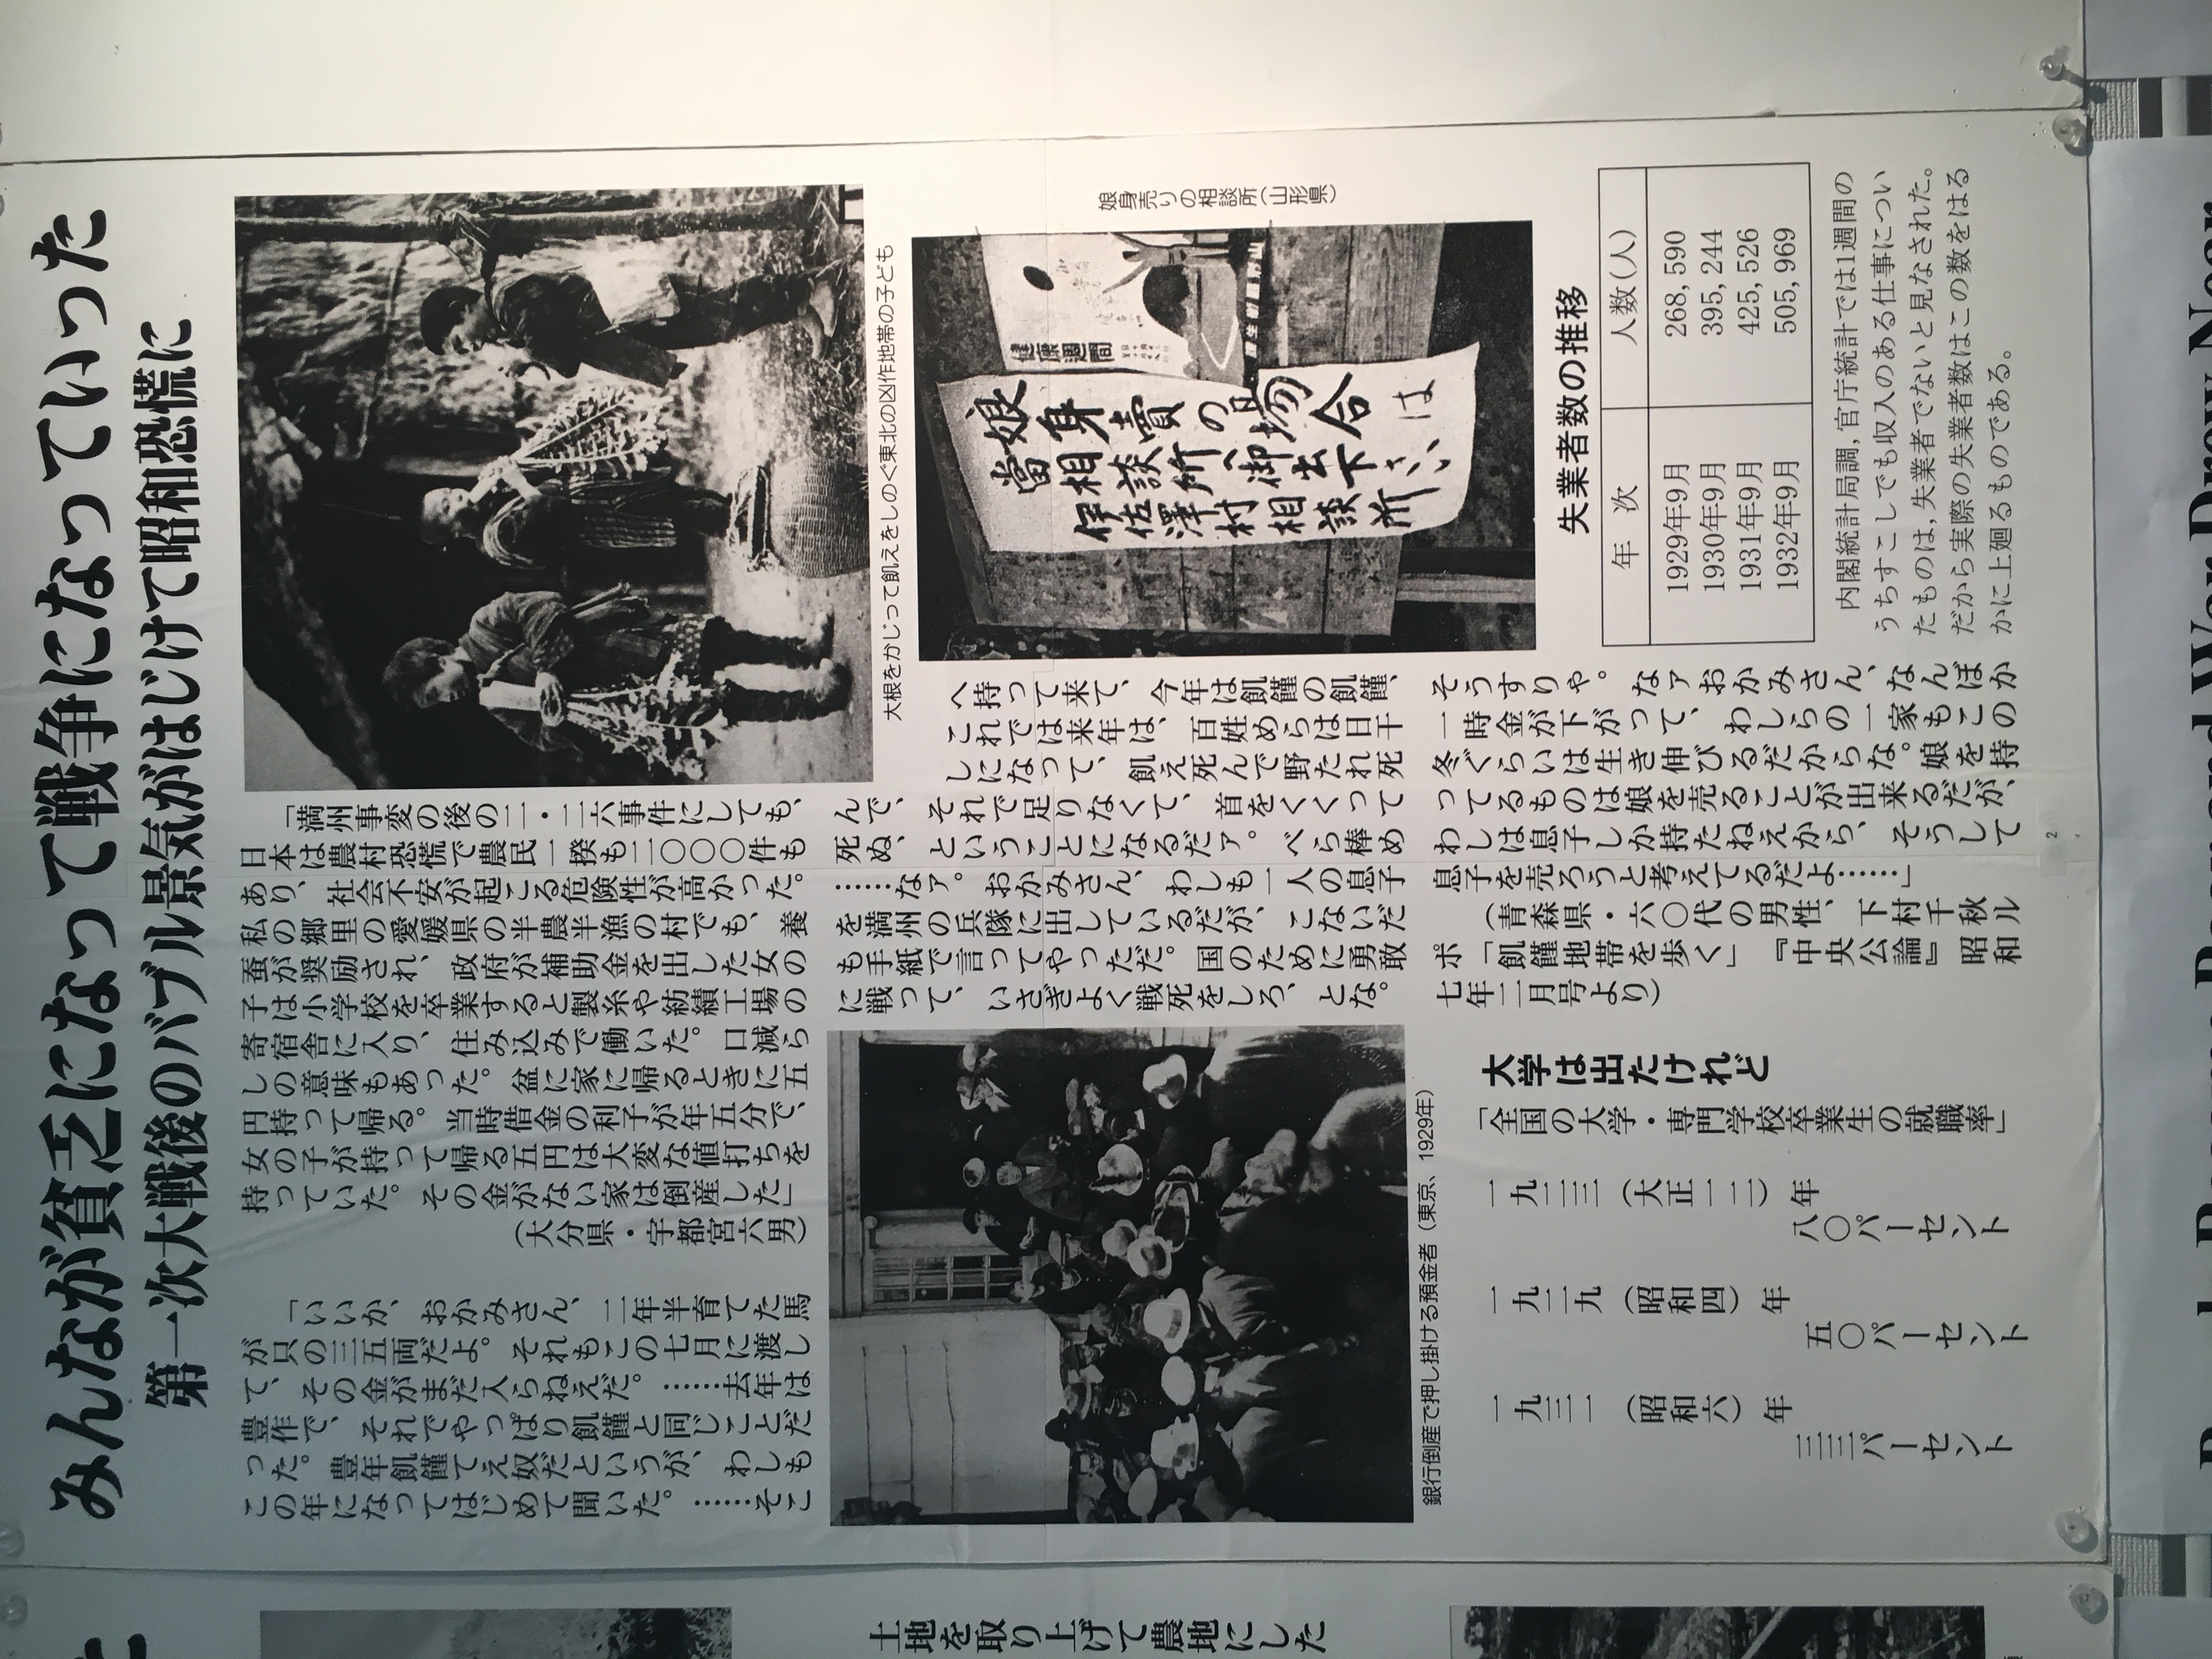 みんなが貧乏になって戦争になっていった
第一次大戦後のバブル景気がはじけて昭和恐慌に
「満州事変の後の二・二六事件にしても、
日本は農村恐慌で農民一揆も二〇〇〇件も
あり、社会不安が起こる危険性が高かった。
私の郷里の愛媛県の半農半漁の村でも、養
蚕が奨励され、政府が補助金を出した女の
子は小学校を卒業すると製糸や紡績工場の
寄宿舎に入り、住み込みで働いた。口減ら
しの意味もあった。盆に家に帰るときに五
円持って帰る。当時借金の利子が年五分で、
女の子が持って帰る五円は大変な値打ちを
持っていた。その金がない家は倒産した」
（大分県・宇都宮六男）
「いいか、おかみさん、二年半育てた馬
が只の三五両だよ。それもこの七月に渡し
て、その金がまだ入らねえだ。……去年は
豊作で、それでやっぱり飢饉と同じことだ
った。豊年飢饉てえ奴だというが、わしも
この年になってはじめて聞いた。……そこ
へ持って来て、今年は飢饉の飢饉、
これでは来年は、百姓めらは日干
しになって、飢え死んで野たれ死
んで、それで足りなくて、首をくくって
死ぬ、ということになるだァ。べら棒め
……なァ。おかみさん、わしも一人の息子
を満州の兵隊に出しているだが、こないだ
も手紙で言ってやっただ。国のために勇敢
に戦って、いさぎよく戦死をしろ、とな。
そうすりゃ。なァおかみさん、なんぼか
一時金が下がって、わしらの一家もこの
冬ぐらいは生き伸びるだからな。娘を持
ってるものは娘を売ることが出来るだが、
わしは息子しか持たねえから、そうして
息子を売ろうと考えてるだよ……」
（青森県・六〇代の男性、下村千秋ル
ポ「飢饉地帯を歩く」『中央公論』昭和
七年二月号より）
大根をかじって飢えをしのぐ東北の凶作地帯の子ども
娘身賣の場合は
當相談所へ御出下さい
伊佐澤村相談所
健康週間
山形縣衛生課
娘身売りの相談所（山形県）
銀行倒産で押し掛ける預金者（東京、1929年）
大学は出たけれど
「全国の大学・専門学校卒業生の就職率」
一九二三（大正一二）年
八〇パーセント
一九二九（昭和四）年
五〇パーセント
一九三一（昭和六）年
三三パーセント
失業者数の推移
年 次 人数（人）
1929年9月 268,590
1930年9月 395,244
1931年9月 425,526
1932年9月 505,969
内閣統計局調,官庁統計では1週間の
うちすこしでも収入のある仕事につい
たものは,失業者でないと見なされた。
だから実際の失業者数はこの数をはる
かに上廻るものである。
2
土地を取り上げて農地にした
People Became Poor and War Drew Near